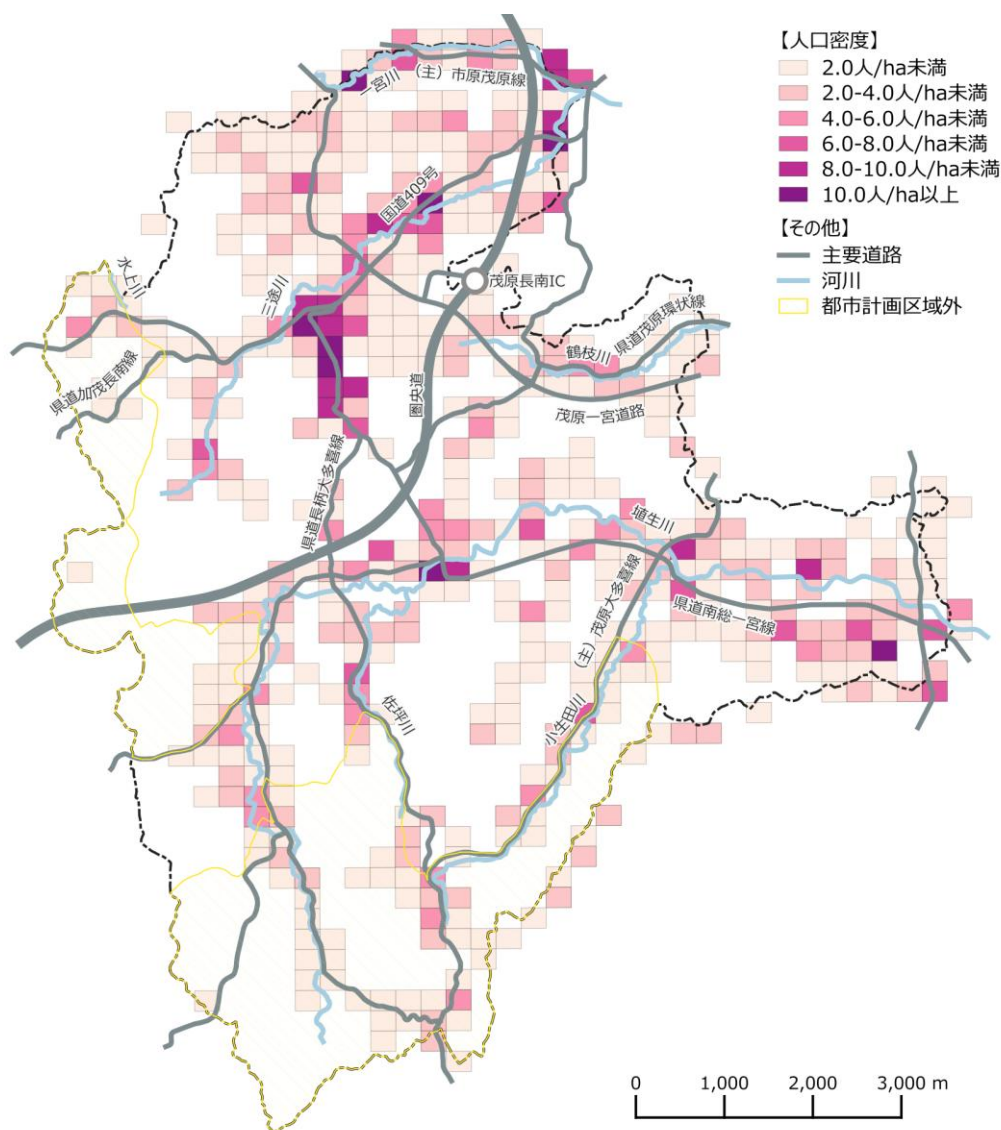 【人口密度】
2.0人/ha未満
2.0-4.0人/ha未満
4.0-6.0人/ha未満
6.0-8.0人/ha未満
8.0-10.0人/ha未満
10.0人/ha以上
【その他】
主要道路
河川
都市計画区域外
一宮川
（主）市原茂原線
国道409号
水上川
三途川
茂原長南IC
県道加茂長南線
鶴枝川
県道茂原環状線
圏央道
茂原一宮道路
県道長柄大多喜線
埴生川
（主）茂原大多喜線
県道南総一宮線
佐坪川
小生田川
0 1,000 2,000 3,000 m